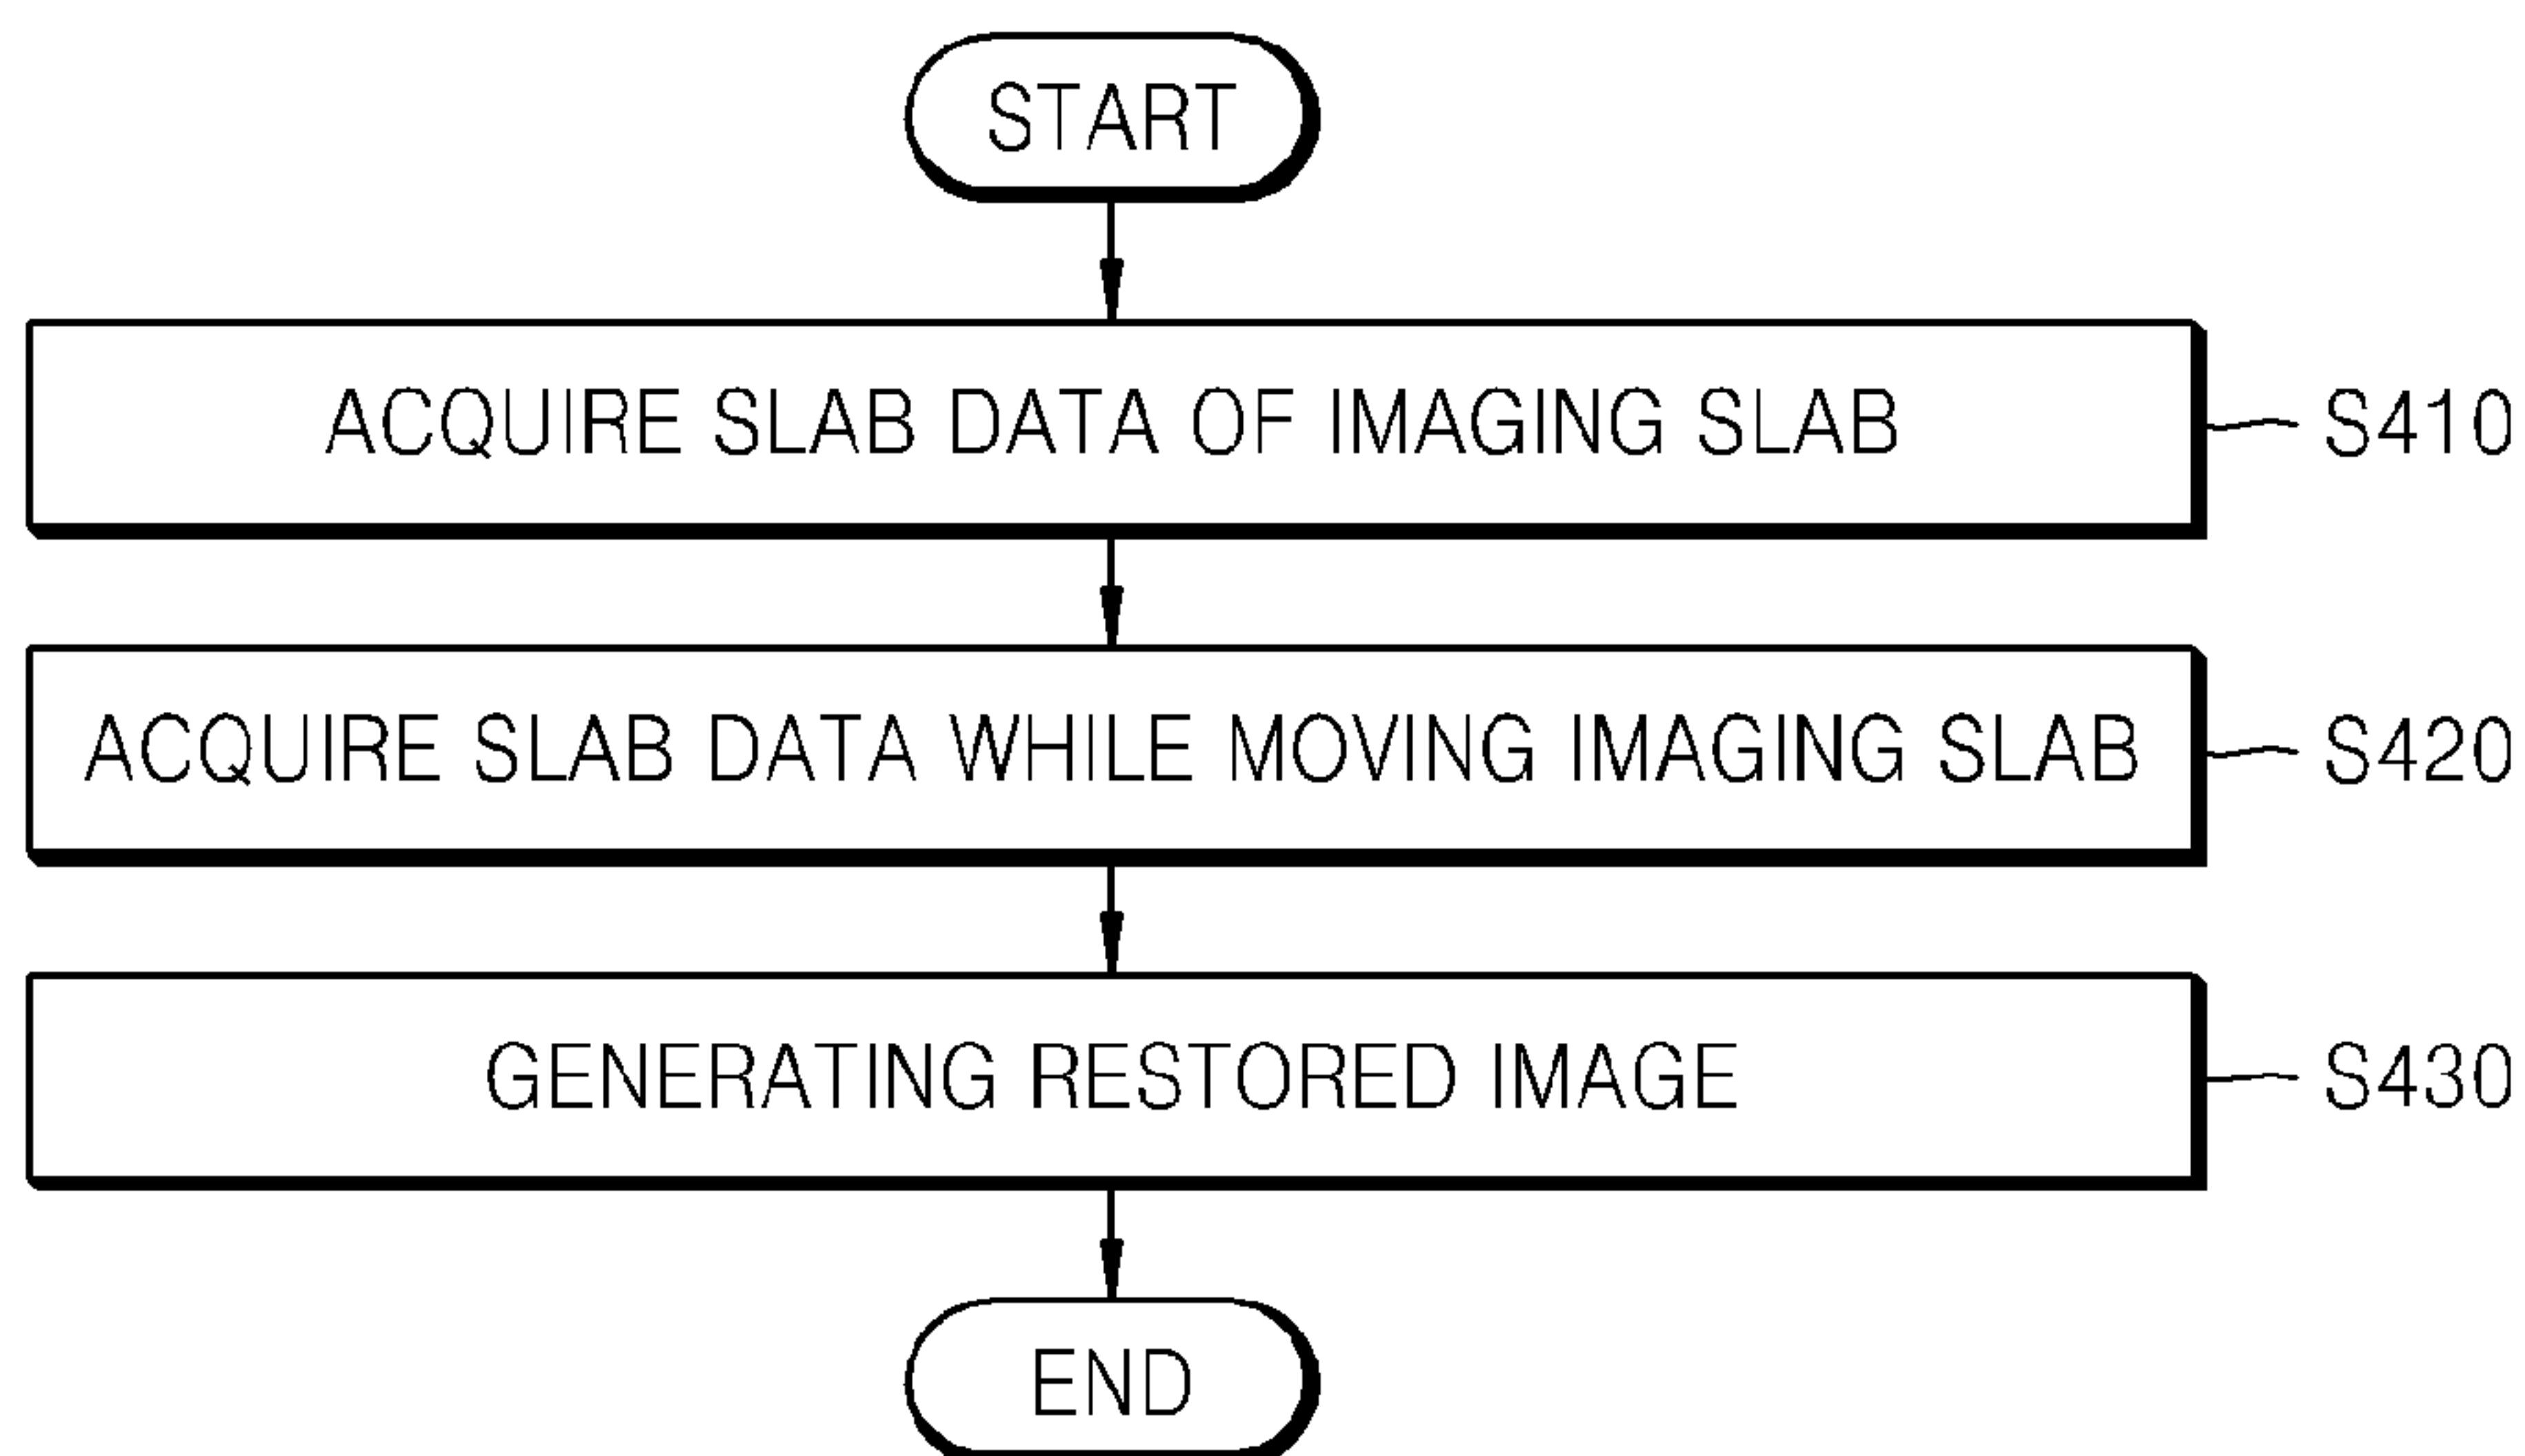 START
ACQUIRE SLAB DATA OF IMAGING SLAB
S410
ACQUIRE SLAB DATA WHILE MOVING IMAGING SLAB
S420
GENERATING RESTORED IMAGE
S430
END